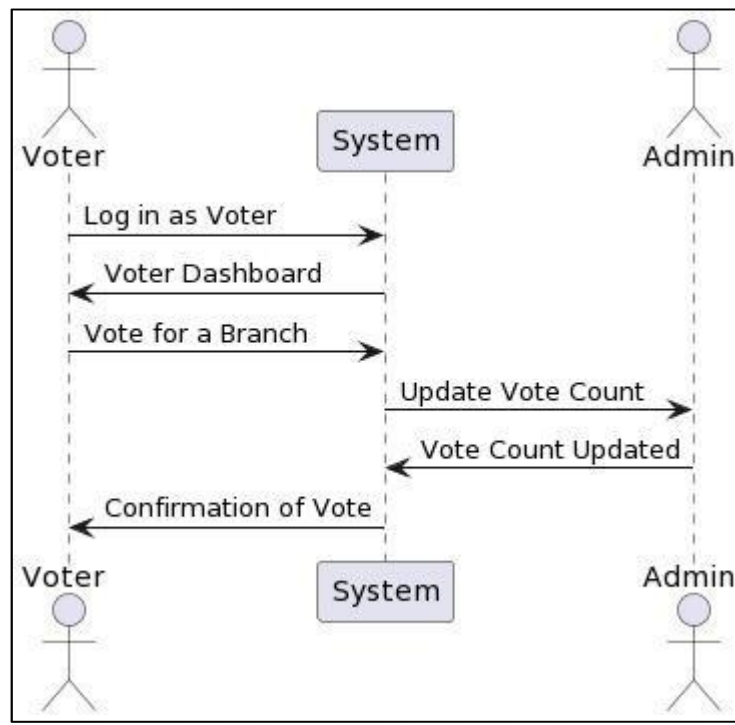 Voter
System
Admin
Log in as Voter
Voter Dashboard
Vote for a Branch
Update Vote Count
Vote Count Updated
Confirmation of Vote
Voter
System
Admin